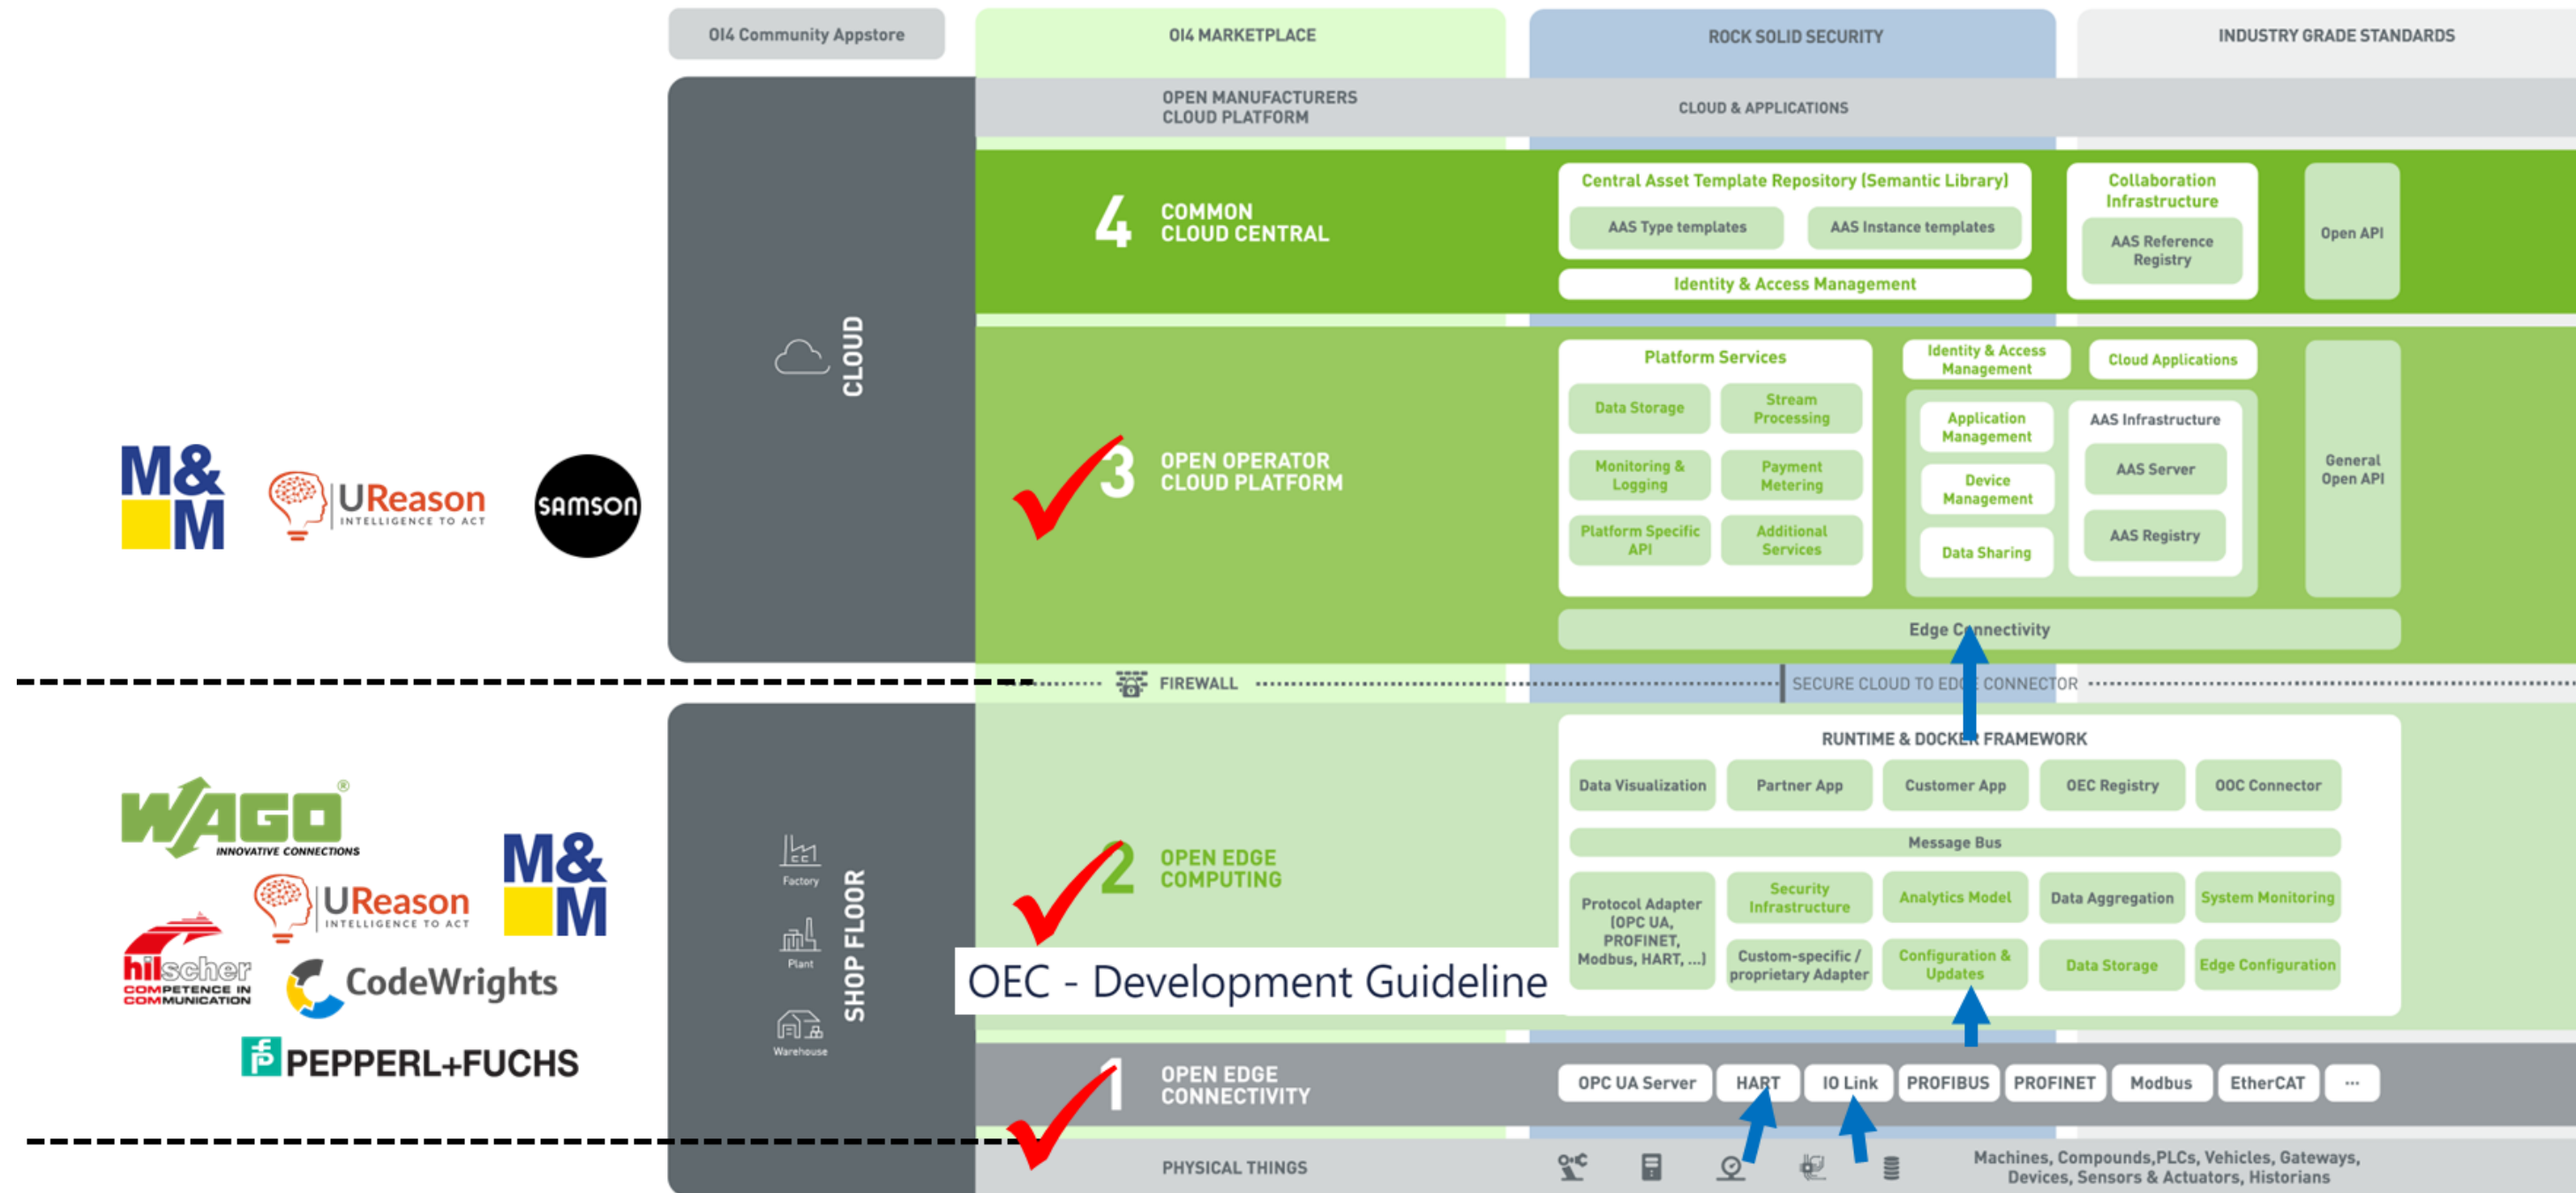 OI4 Community Appstore
OI4 MARKETPLACE
ROCK SOLID SECURITY
INDUSTRY GRADE STANDARDS
OPEN MANUFACTURERS
CLOUD PLATFORM
CLOUD & APPLICATIONS
CLOUD
4
COMMON
CLOUD CENTRAL
Central Asset Template Repository (Semantic Library)
AAS Type templates
AAS Instance templates
Identity & Access Management
Collaboration
Infrastructure
AAS Reference
Registry
Open API
M&
M
UReason
INTELLIGENCE TO ACT
SAMSON
3
OPEN OPERATOR
CLOUD PLATFORM
Platform Services
Data Storage
Stream
Processing
Monitoring &
Logging
Payment
Metering
Platform Specific
API
Additional
Services
Identity & Access
Management
Cloud Applications
Application
Management
Device
Management
Data Sharing
AAS Infrastructure
AAS Server
AAS Registry
General
Open API
Edge Connectivity
FIREWALL
SECURE CLOUD TO EDGE CONNECTOR
WAGO®
INNOVATIVE CONNECTIONS
M&
M
UReason
INTELLIGENCE TO ACT
hilscher
COMPETENCE IN
COMMUNICATION
CodeWrights
PEPPERL+FUCHS
SHOP FLOOR
Factory
Plant
Warehouse
2
OPEN EDGE
COMPUTING
OEC - Development Guideline
RUNTIME & DOCKER FRAMEWORK
Data Visualization
Partner App
Customer App
OEC Registry
OOC Connector
Message Bus
Protocol Adapter
(OPC UA,
PROFINET,
Modbus, HART, ...)
Security
Infrastructure
Analytics Model
Data Aggregation
System Monitoring
Custom-specific /
proprietary Adapter
Configuration &
Updates
Data Storage
Edge Configuration
1
OPEN EDGE
CONNECTIVITY
OPC UA Server
HART
IO Link
PROFIBUS
PROFINET
Modbus
EtherCAT
...
PHYSICAL THINGS
Machines, Compounds,PLCs, Vehicles, Gateways,
Devices, Sensors & Actuators, Historians